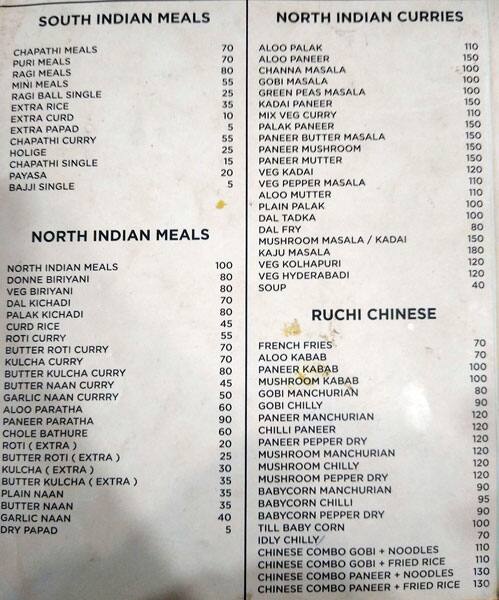 SOUTH INDIAN MEALS
CHAPATHI MEALS 70
PURI MEALS 70
RAGI MEALS 80
MINI MEALS 55
RAGI BALL SINGLE 25
EXTRA RICE 35
EXTRA CURD 10
EXTRA PAPAD 5
CHAPATHI CURRY 55
HOLIGE 25
CHAPATHI SINGLE 15
PAYASA 20
BAJJI SINGLE 5
NORTH INDIAN MEALS
NORTH INDIAN MEALS 100
DONNE BIRIYANI 80
VEG BIRIYANI 80
DAL KICHADI 70
PALAK KICHADI 80
CURD RICE 45
ROTI CURRY 55
BUTTER ROTI CURRY 70
KULCHA CURRY 70
BUTTER KULCHA CURRY 80
BUTTER NAAN CURRY 45
GARLIC NAAN CURRRY 50
ALOO PARATHA 60
PANEER PARATHA 90
CHOLE BATHURE 60
ROTI ( EXTRA ) 20
BUTTER ROTI ( EXTRA ) 25
KULCHA ( EXTRA ) 30
BUTTER KULCHA ( EXTRA ) 35
PLAIN NAAN 35
BUTTER NAAN 35
GARLIC NAAN 40
DRY PAPAD 5
NORTH INDIAN CURRIES
ALOO PALAK 110
ALOO PANEER 150
CHANNA MASALA 100
GOBI MASALA 100
GREEN PEAS MASALA 100
KADAI PANEER 150
MIX VEG CURRY 110
PALAK PANEER 150
PANEER BUTTER MASALA 150
PANEER MUSHROOM 150
PANEER MUTTER 150
VEG KADAI 120
VEG PEPPER MASALA 110
ALOO MUTTER 110
PLAIN PALAK 100
DAL TADKA 100
DAL FRY 80
MUSHROOM MASALA / KADAI 150
KAJU MASALA 180
VEG KOLHAPURI 120
VEG HYDERABADI 120
SOUP 40
RUCHI CHINESE
FRENCH FRIES 70
ALOO KABAB 70
PANEER KABAB 100
MUSHROOM KABAB 100
GOBI MANCHURIAN 80
GOBI CHILLY 90
PANEER MANCHURIAN 120
CHILLI PANEER 120
PANEER PEPPER DRY 120
MUSHROOM MANCHURIAN 120
MUSHROOM CHILLY 120
MUSHROOM PEPPER DRY 120
BABYCORN MANCHURIAN 90
BABYCORN CHILLI 95
BABYCORN PEPPER DRY 90
TILL BABY CORN 100
IDLY CHILLY 70
CHINESE COMBO GOBI + NOODLES 110
CHINESE COMBO GOBI + FRIED RICE 110
CHINESE COMBO PANEER + NOODLES 130
CHINESE COMBO PANEER + FRIED RICE 130